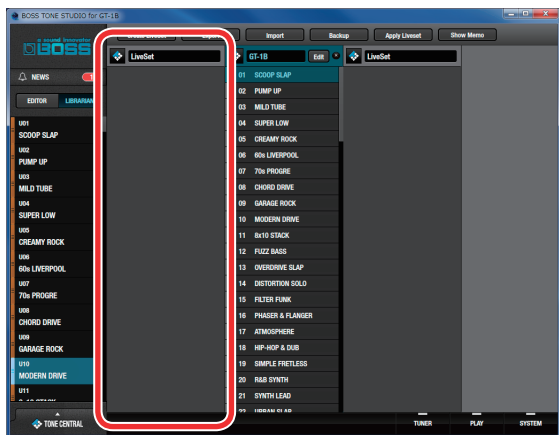 BOSS TONE STUDIO for GT-1B
a sound innovator
BOSS
Import
Backup
Apply Liveset
Show Memo
NEWS
1
EDITOR
LIBRARIAN
LiveSet
GT-1B
Edit
LiveSet
U01
SCOOP SLAP
U02
PUMP UP
U03
MILD TUBE
U04
SUPER LOW
U05
CREAMY ROCK
U06
60s LIVERPOOL
U07
70s PROGRE
U08
CHORD DRIVE
U09
GARAGE ROCK
U10
MODERN DRIVE
U11
01 SCOOP SLAP
02 PUMP UP
03 MILD TUBE
04 SUPER LOW
05 CREAMY ROCK
06 60s LIVERPOOL
07 70s PROGRE
08 CHORD DRIVE
09 GARAGE ROCK
10 MODERN DRIVE
11 8x10 STACK
12 FUZZ BASS
13 OVERDRIVE SLAP
14 DISTORTION SOLO
15 FILTER FUNK
16 PHASER & FLANGER
17 ATMOSPHERE
18 HIP-HOP & DUB
19 SIMPLE FRETLESS
20 R&B SYNTH
21 SYNTH LEAD
22 URBAN SLAP
TONE CENTRAL
TUNER
PLAY
SYSTEM